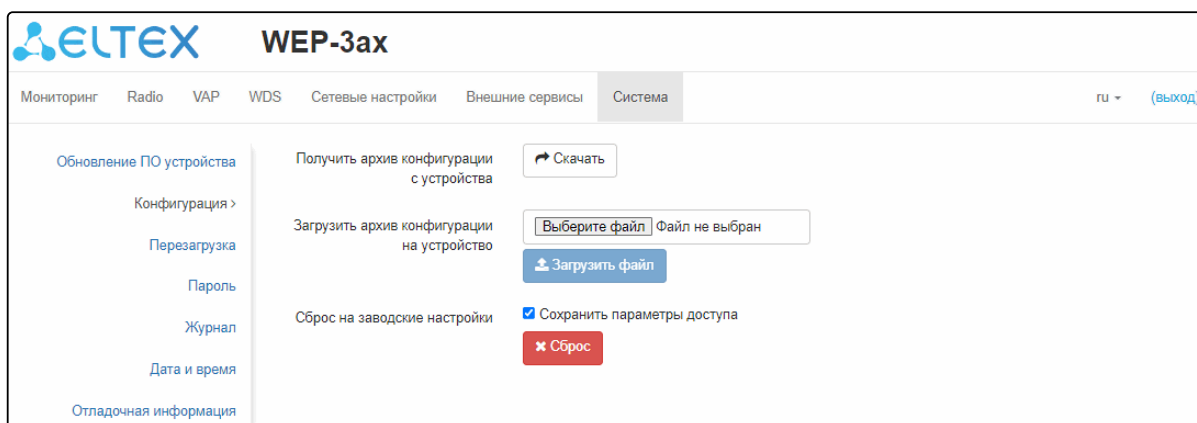 ELTEX WEP-3ax
Мониторинг Radio VAP WDS Сетевые настройки Внешние сервисы Система ru (выход)
Обновление ПО устройства
Конфигурация >
Перезагрузка
Пароль
Журнал
Дата и время
Отладочная информация
Получить архив конфигурации
с устройства
Скачать
Загрузить архив конфигурации
на устройство
Выберите файл Файл не выбран
Загрузить файл
Сброс на заводские настройки
Сохранить параметры доступа
Сброс